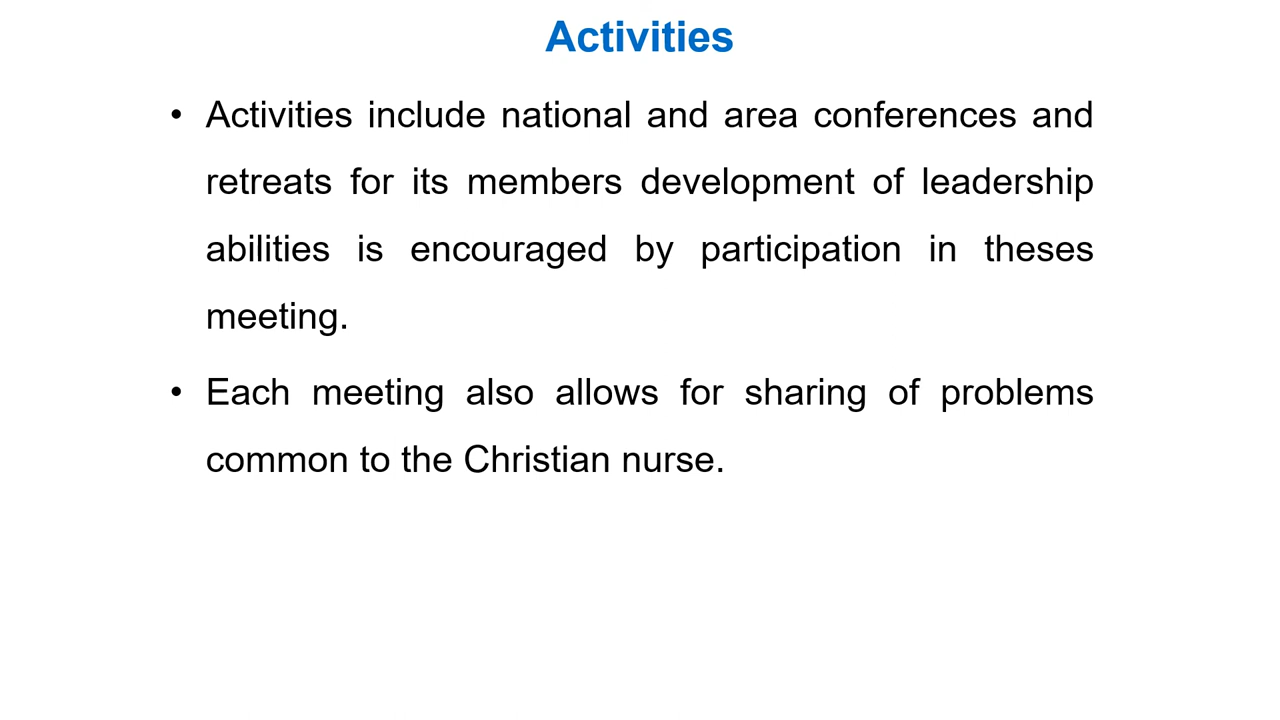 Activities
• Activities include national and area conferences and
retreats for its members development of leadership
abilities is encouraged by participation in theses
meeting.
• Each meeting also allows for sharing of problems
common to the Christian nurse.